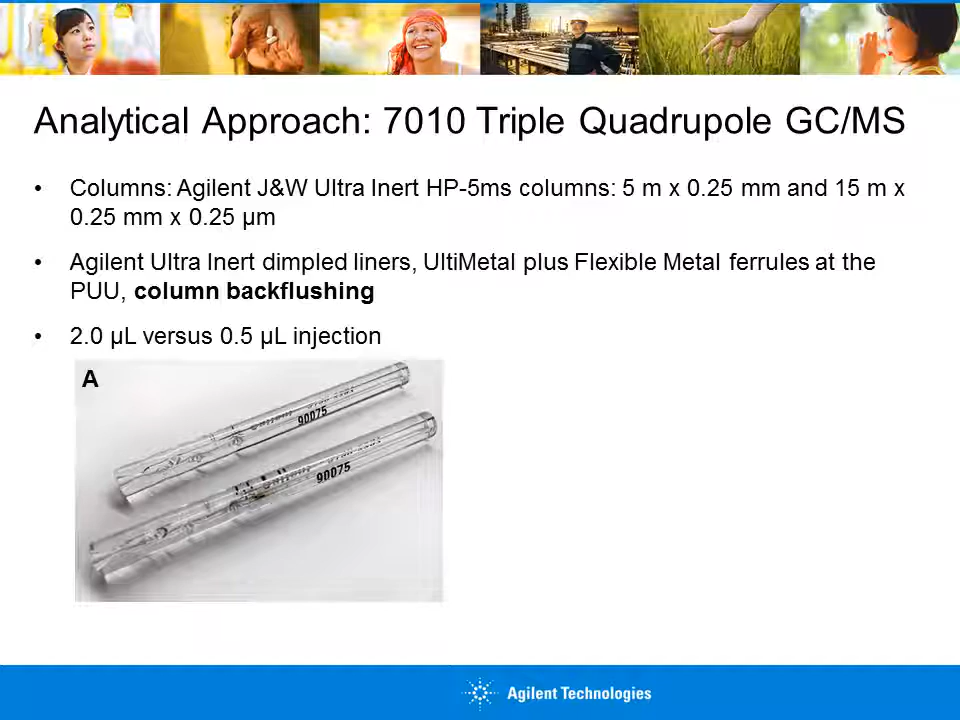 Analytical Approach: 7010 Triple Quadrupole GC/MS
• Columns: Agilent J&W Ultra Inert HP-5ms columns: 5 m x 0.25 mm and 15 m x
0.25 mm x 0.25 µm
• Agilent Ultra Inert dimpled liners, UltiMetal plus Flexible Metal ferrules at the
PUU, column backflushing
• 2.0 µL versus 0.5 µL injection
A
90075
90075
Agilent Technologies